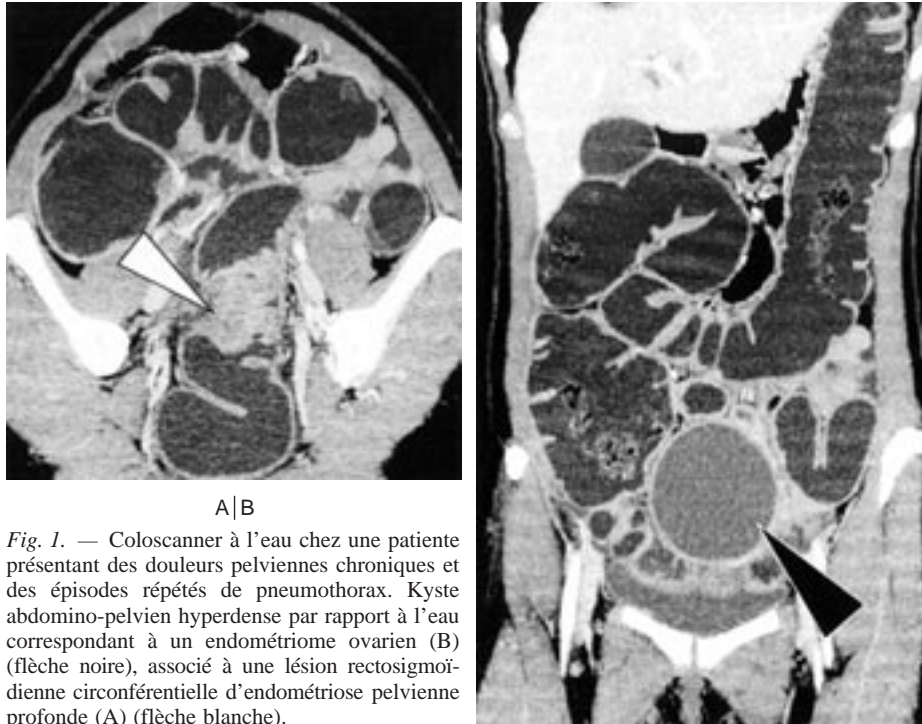 A|B
Fig. 1. — Coloscanner à l'eau chez une patiente
présentant des douleurs pelviennes chroniques et
des épisodes répétés de pneumothorax. Kyste
abdomino-pelvien hyperdense par rapport à l'eau
correspondant à un endométriome ovarien (B)
(flèche noire), associé à une lésion rectosigmoï-
dienne circonférentielle d'endométriose pelvienne
profonde (A) (flèche blanche).